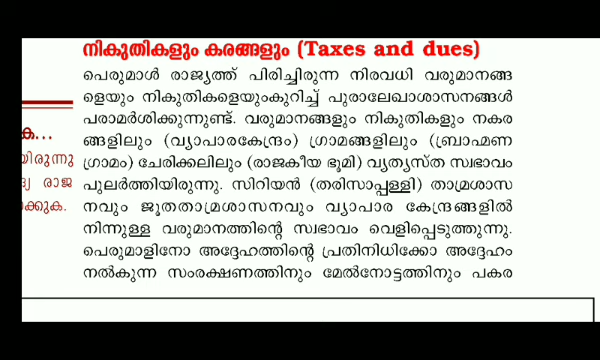 നികുതികളും കരങ്ങളും (Taxes and dues)
പെരുമാൾ രാജ്യത്ത് പിരിച്ചിരുന്ന നിരവധി വരുമാനങ്ങ
ളെയും നികുതികളെയുംകുറിച്ച് പുരാലേഖാശാസനങ്ങൾ
പരാമർശിക്കുന്നുണ്ട്. വരുമാനങ്ങളും നികുതികളും നകര
ങ്ങളിലും (വ്യാപാരകേന്ദ്രം) ഗ്രാമങ്ങളിലും (ബ്രാഹ്മണ
ഗ്രാമം) ചേരിക്കലിലും (രാജകീയ ഭൂമി) വ്യത്യസ്ത സ്വഭാവം
പുലർത്തിയിരുന്നു. സിറിയൻ (തരിസാപ്പള്ളി) താമ്രശാസ
നവും ജൂതതാമ്രശാസനവും വ്യാപാര കേന്ദ്രങ്ങളിൽ
നിന്നുള്ള വരുമാനത്തിന്റെ സ്വഭാവം വെളിപ്പെടുത്തുന്നു.
പെരുമാളിനോ അദ്ദേഹത്തിന്റെ പ്രതിനിധിക്കോ അദ്ദേഹം
നൽകുന്ന സംരക്ഷണത്തിനും മേൽനോട്ടത്തിനും പകര
ക...
യിരുന്നു
രാജ
ക്കുക.